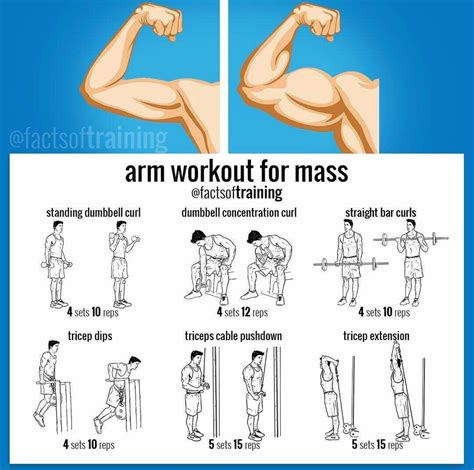 @factsoftraining
arm workout for mass
@factsoftraining
standing dumbbell curl
dumbbell concentration curl
straight bar curls
4 sets 10 reps
4 sets 12 reps
4 sets 10 reps
tricep dips
triceps cable pushdown
tricep extension
4 sets 10 reps
5 sets 15 reps
5 sets 15 reps